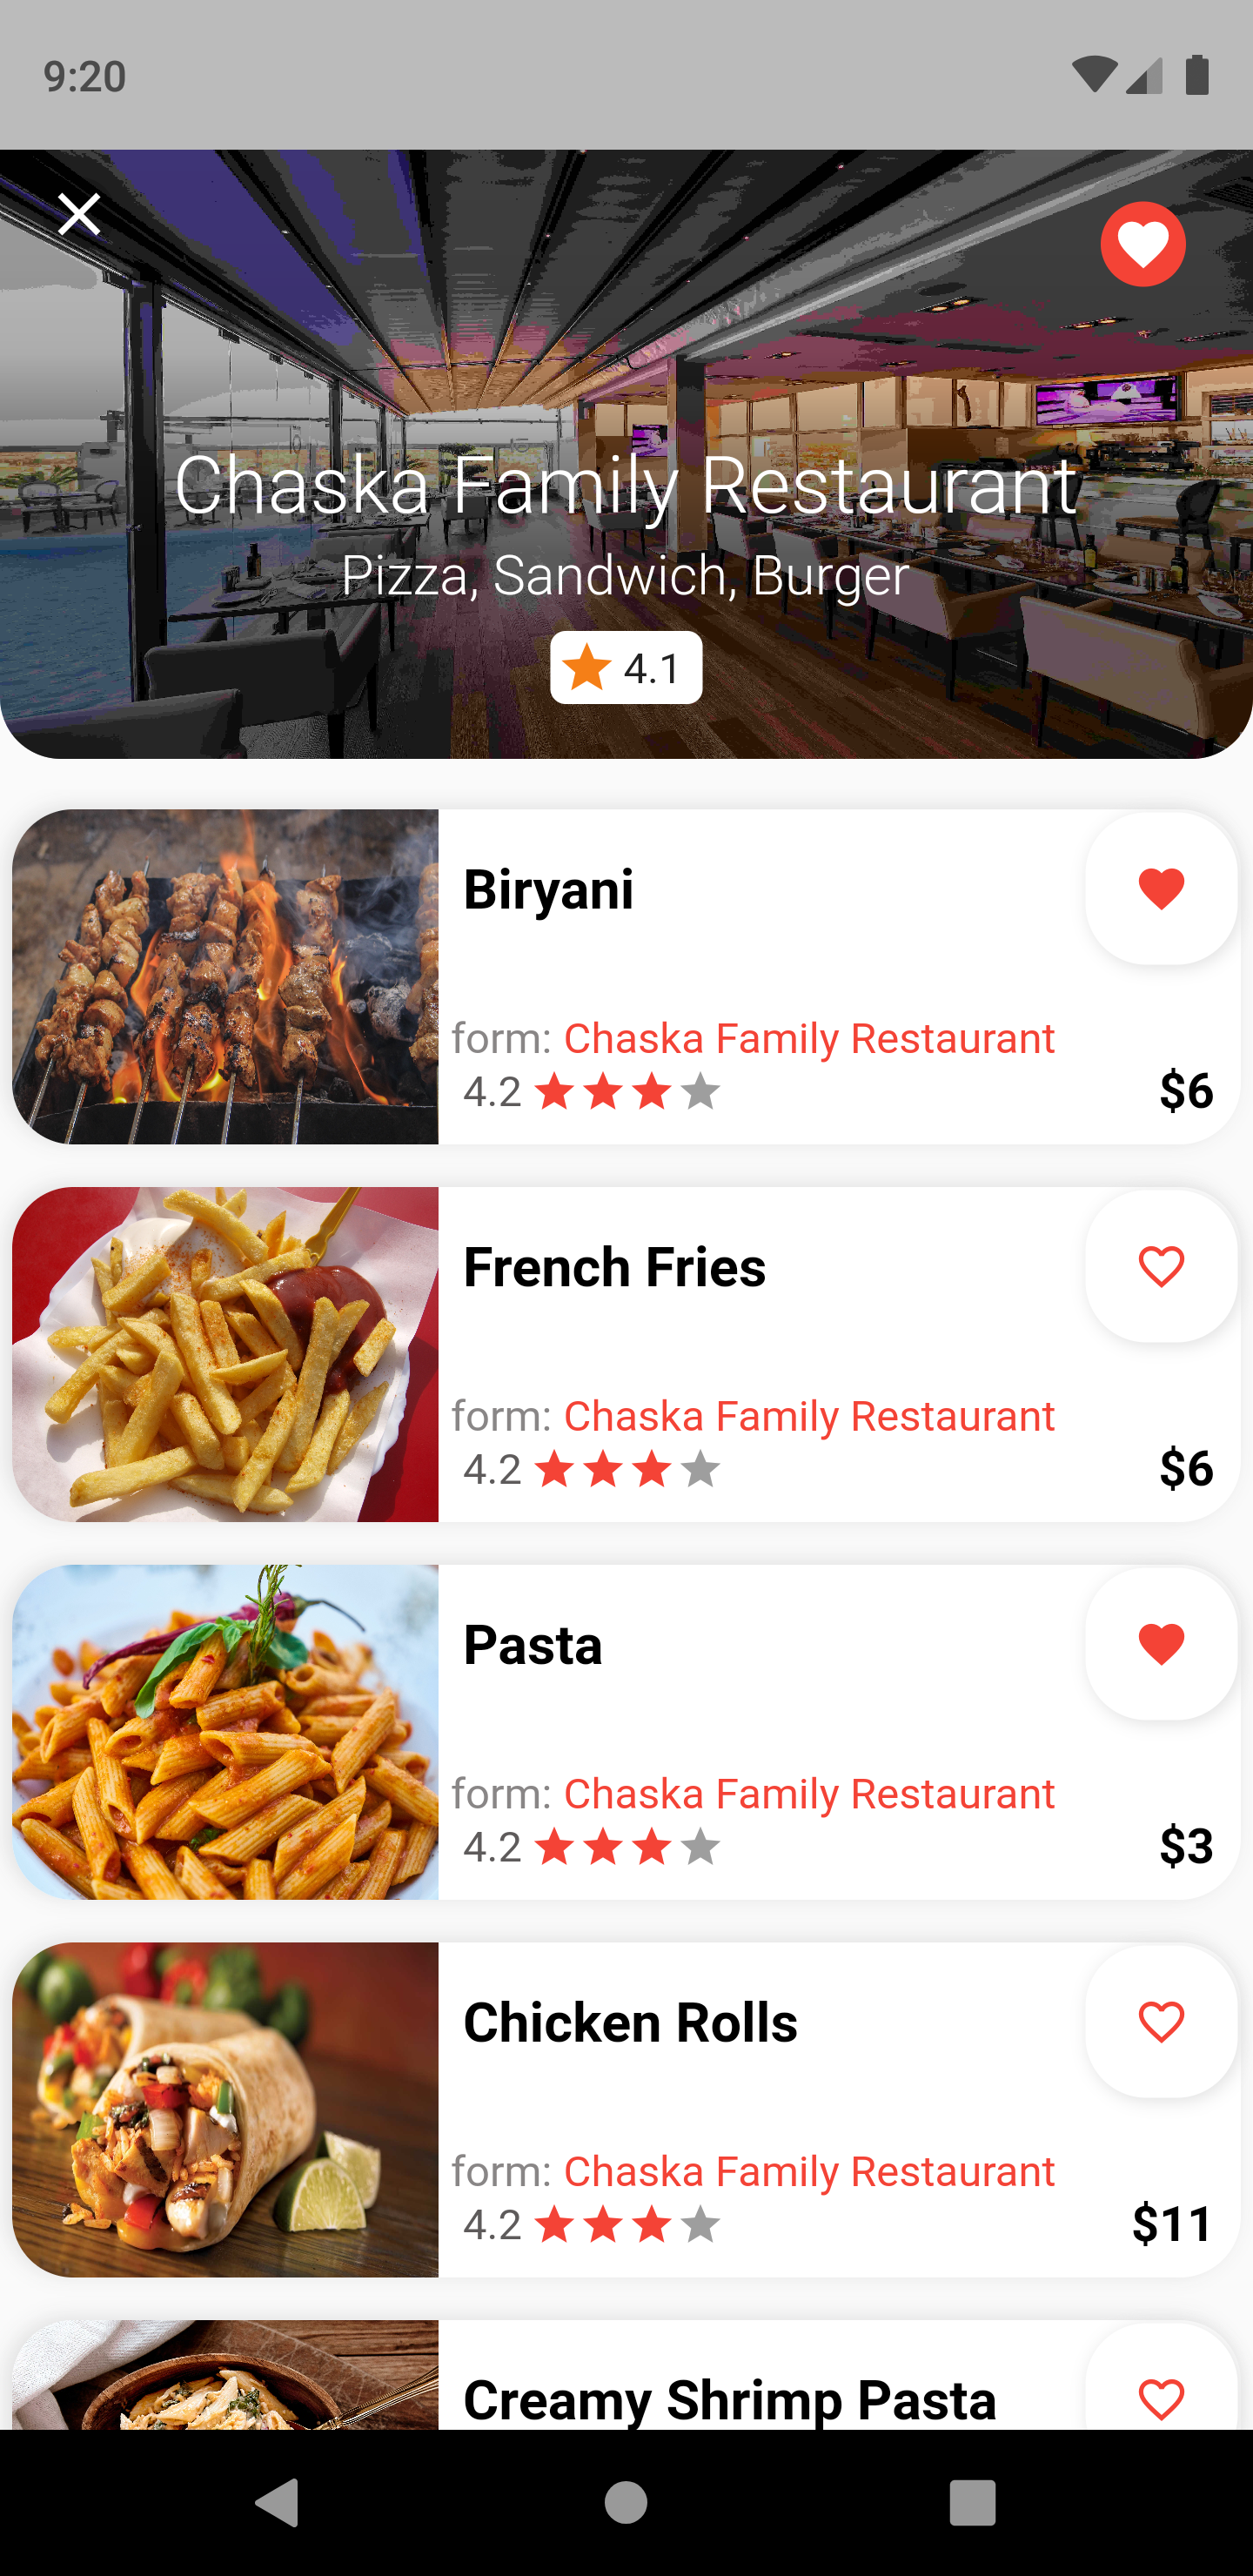 9:20
Chaska Family Restaurant
Pizza, Sandwich, Burger
4.1
Biryani
form: Chaska Family Restaurant
4.2
$6
French Fries
form: Chaska Family Restaurant
4.2
$6
Pasta
form: Chaska Family Restaurant
4.2
$3
Chicken Rolls
form: Chaska Family Restaurant
4.2
$11
Creamy Shrimp Pasta